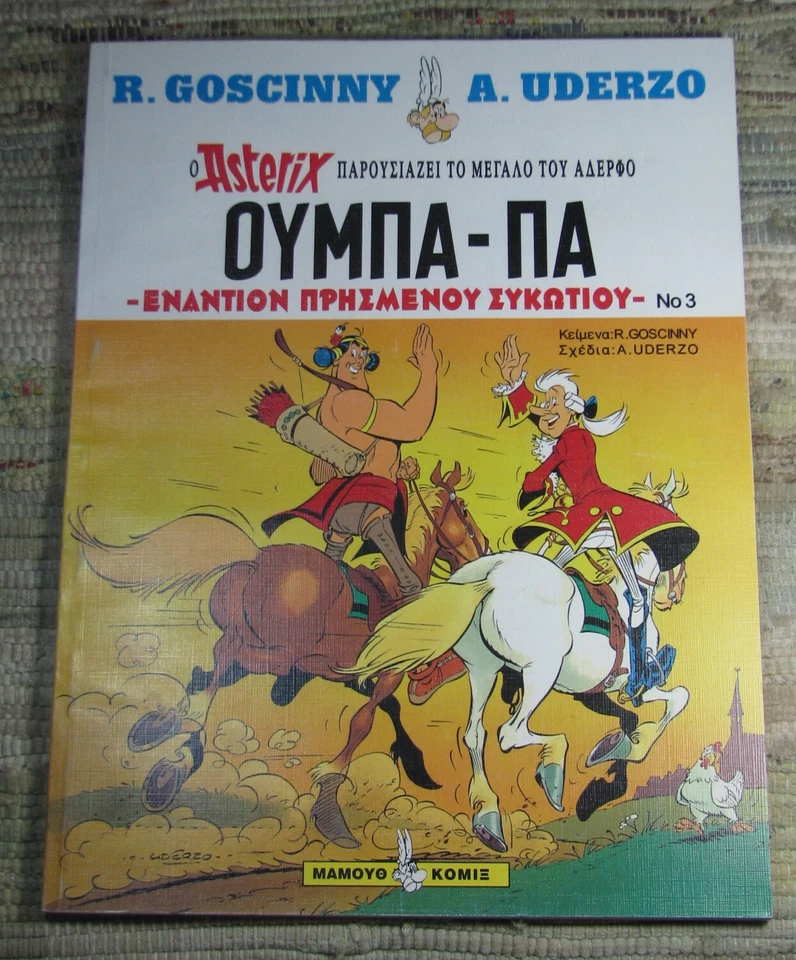 R. GOSCINNY A. UDERZO
Ο Asterix ΠΑΡΟΥΣΙΑΖΕΙ ΤΟ ΜΕΓΑΛΟ ΤΟΥ ΑΔΕΡΦΟ
ΟΥΜΠΑ-ΠΑ
-ΕΝΑΝΤΙΟΝ ΠΡΗΣΜΕΝΟΥ ΣΥΚΩΤΙΟΥ- Νο 3
Κείμενα:R.GOSCINNY
Σχέδια:A.UDERZO
·UDERZO·
ΜΑΜΟΥΘ ΚΟΜΙΞ